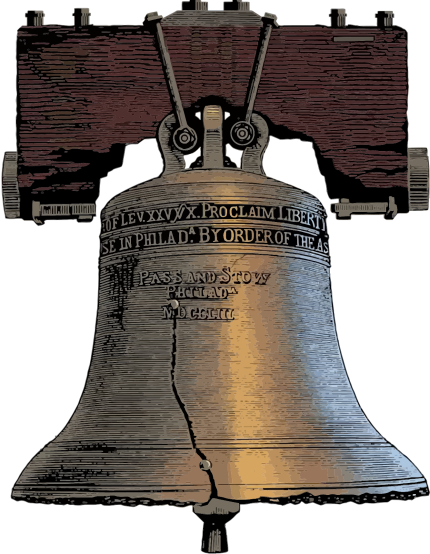 OF LEV. XXV X. PROCLAIM LIBERT
SE IN PHILADA. BY ORDER OF THE AS
PASS AND STOW
PHILADA
MDCCLIII